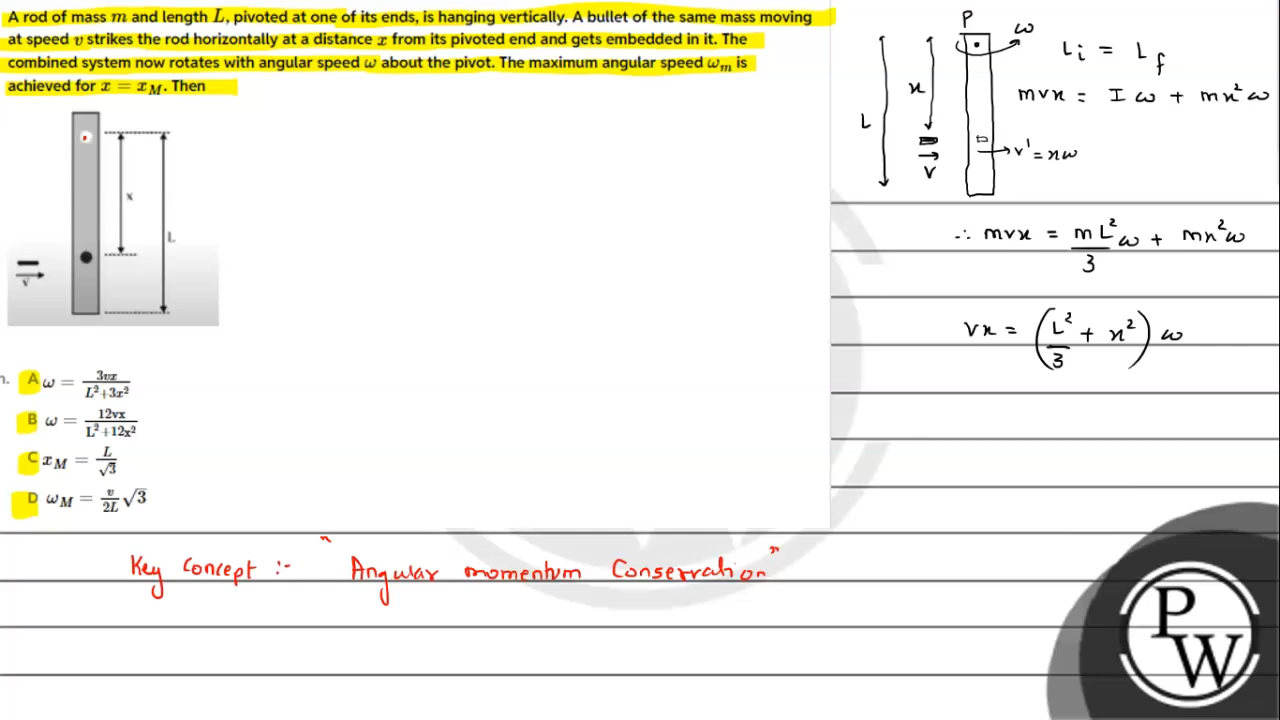 A rod of mass m and length L, pivoted at one of its ends, is hanging vertically. A bullet of the same mass moving
at speed v strikes the rod horizontally at a distance x from its pivoted end and gets embedded in it. The
combined system now rotates with angular speed ω about the pivot. The maximum angular speed ωₘ is
achieved for x = x_M. Then
x
L
v
A ω = 3vx/(L²+3x²)
B ω = 12vx/(L²+12x²)
C x_M = L/√3
D ω_M = v/(2L) √3
P
ω
x
L
v
v' = xω
Lᵢ = L_f
mvx = Iω + mx²ω
∴ mvx = mL²/3 ω + mx²ω
vx = (L²/3 + x²) ω
Key concept :- "Angular momentum Conservation"
P
W